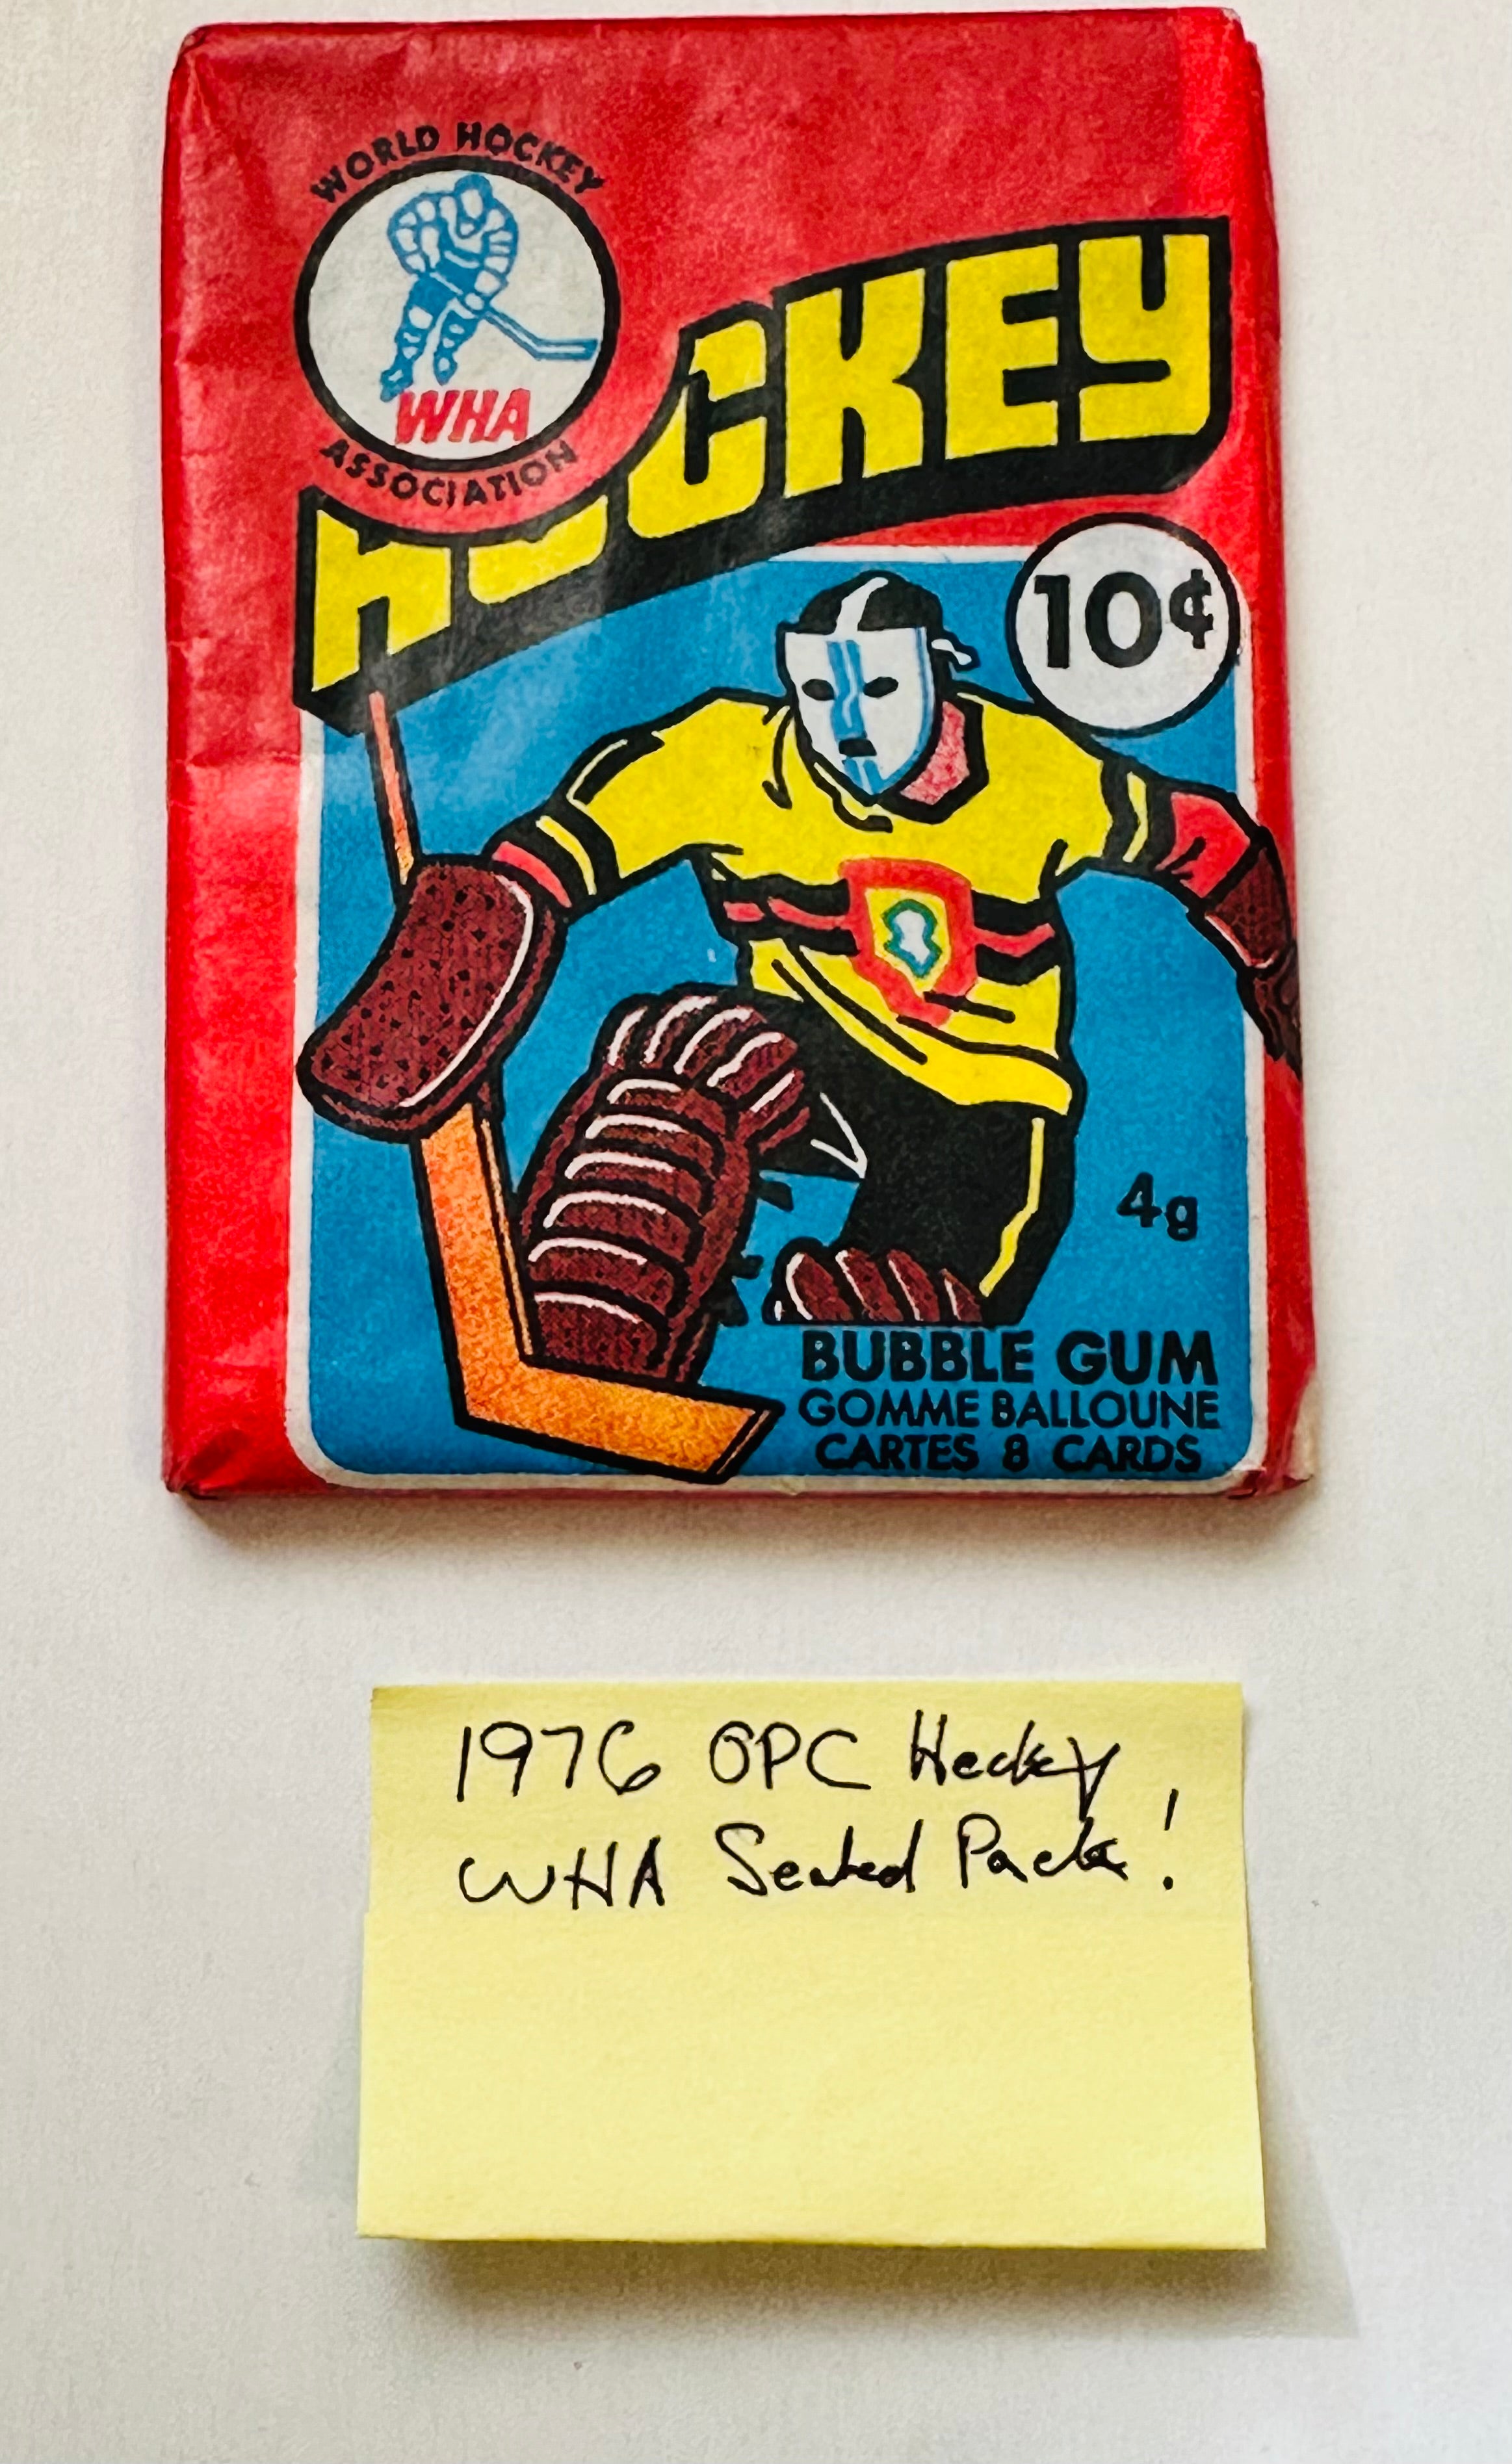 WORLD HOCKEY
WHA
ASSOCIATION
HOCKEY
10¢
4g
BUBBLE GUM
GOMME BALLOUNE
CARTES 8 CARDS
1976 OPC Hockey
WHA Sealed Pack!